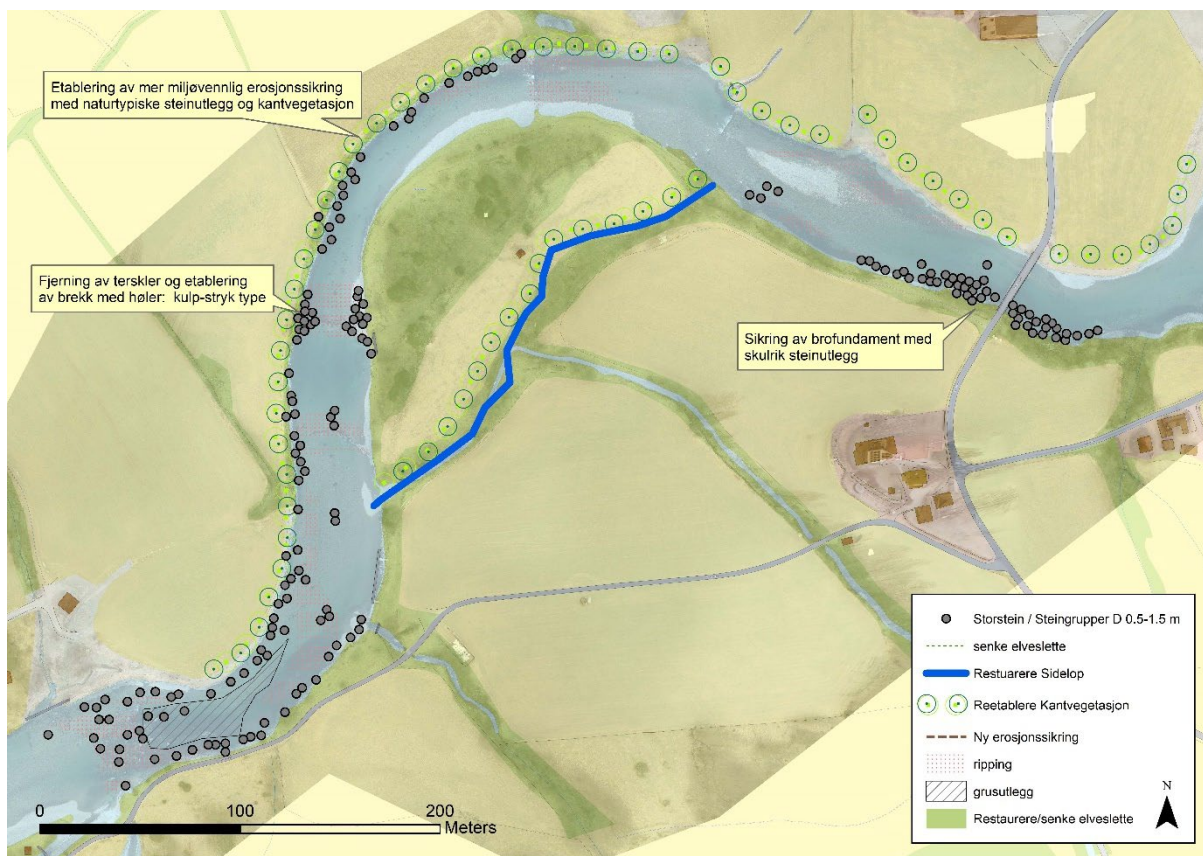 Etablering av mer miljøvennlig erosjonssikring
med naturtypiske steinutlegg og kantvegetasjon
Fjerning av terskler og etablering
av brekk med høler: kulp-stryk type
Sikring av brofundament med
skulrik steinutlegg
Storstein / Steingrupper D 0.5-1.5 m
senke elveslette
Restuarere Sidelop
Reetablere Kantvegetasjon
Ny erosjonssikring
ripping
grusutlegg
Restaurere/senke elveslette
N
0 100 200
Meters